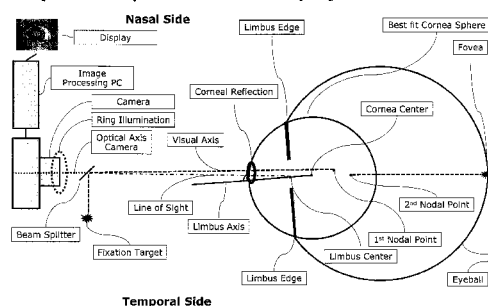 Nasal Side
Display
Image
Processing PC
Camera
Ring Illumination
Optical Axis
Camera
Beam Splitter
Fixation Target
Visual Axis
Line of Sight
Limbus Axis
Corneal Reflection
Limbus Edge
Best fit Cornea Sphere
Fovea
Cornea Center
2nd Nodal Point
1st Nodal Point
Limbus Center
Limbus Edge
Eyeball
Temporal Side